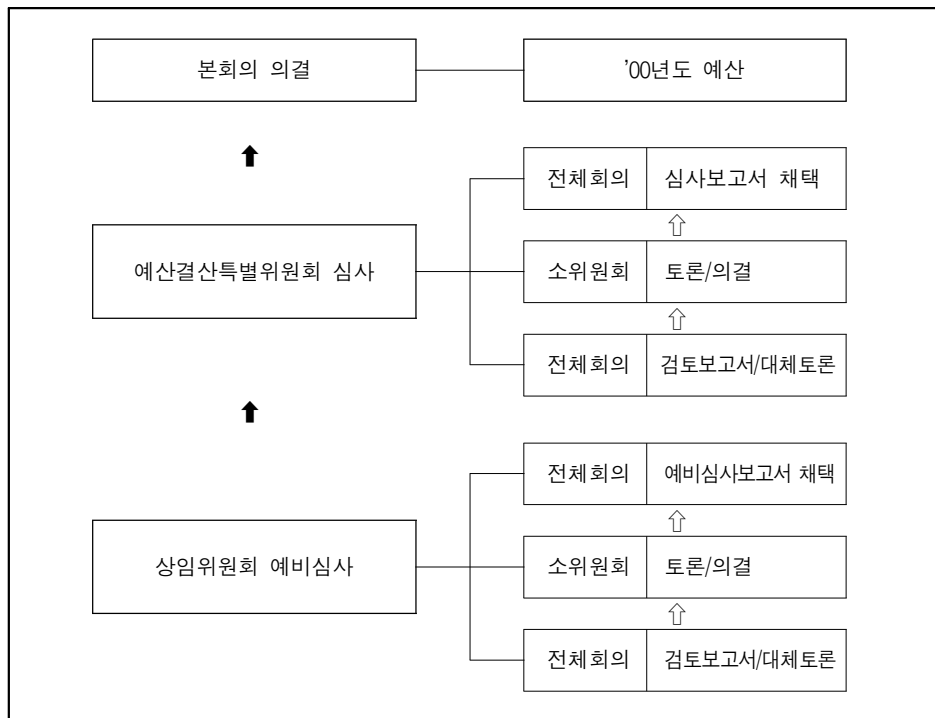 본회의 의결
'00년도 예산
전체회의 심사보고서 채택
예산결산특별위원회 심사
소위원회 토론/의결
전체회의 검토보고서/대체토론
전체회의 예비심사보고서 채택
상임위원회 예비심사
소위원회 토론/의결
전체회의 검토보고서/대체토론